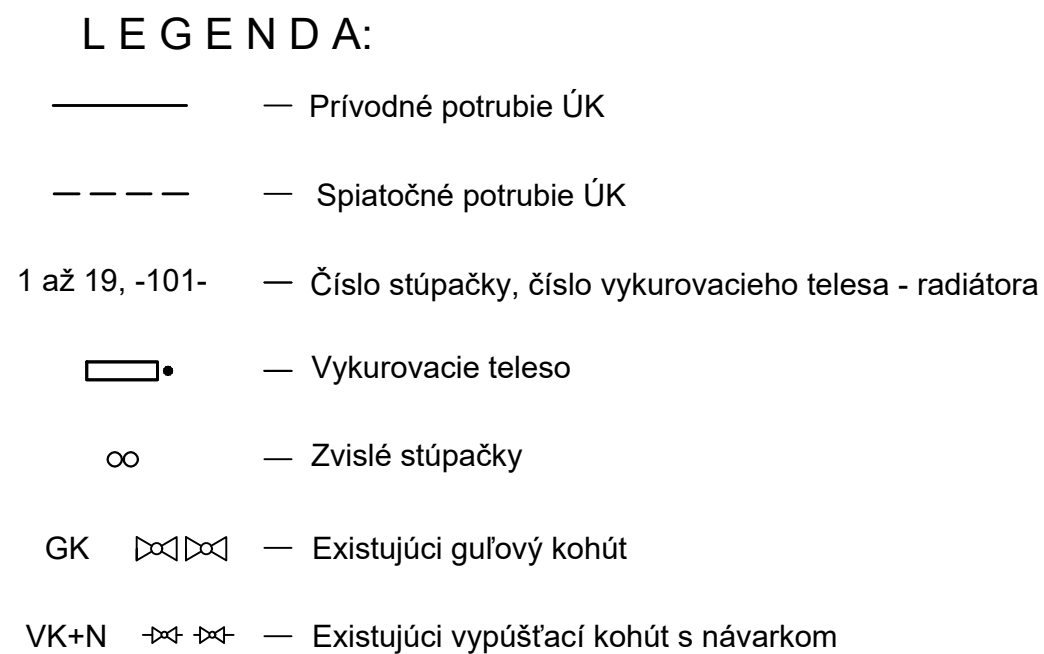 L E G E N D A:
— Prívodné potrubie ÚK
— Spiatočné potrubie ÚK
1 až 19, -101- — Číslo stúpačky, číslo vykurovacieho telesa - radiátora
— Vykurovacie teleso
— Zvislé stúpačky
GK — Existujúci guľový kohút
VK+N — Existujúci vypúšťací kohút s návarkom